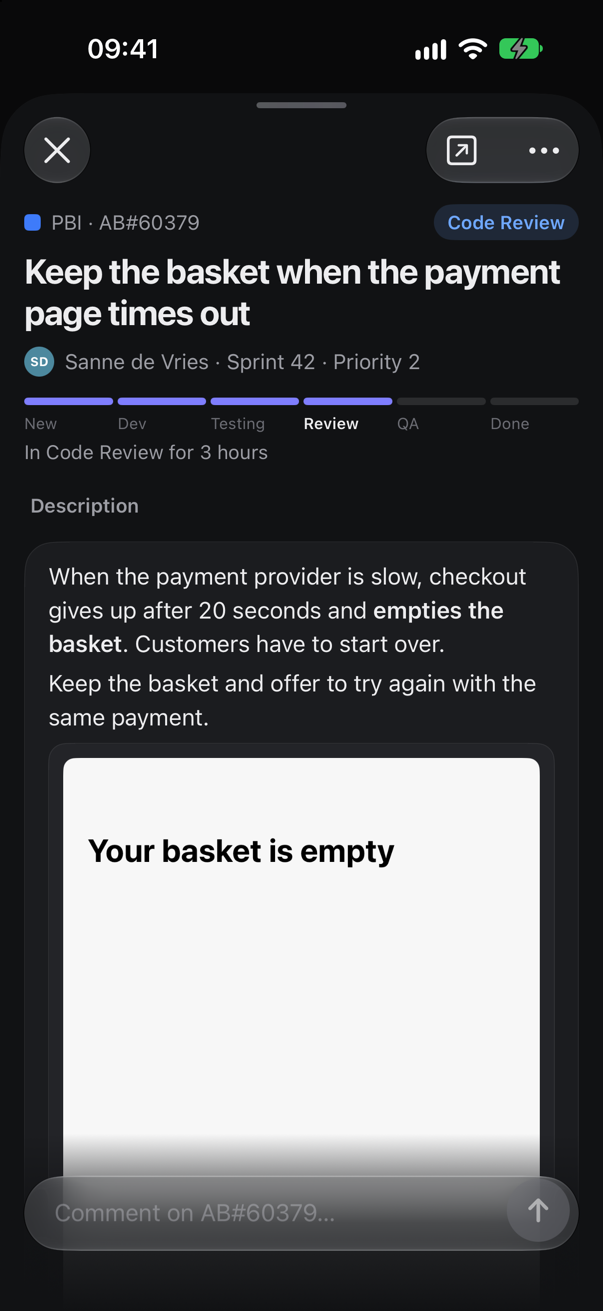 09:41
PBI · AB#60379
Code Review
Keep the basket when the payment
page times out
SD
Sanne de Vries · Sprint 42 · Priority 2
New Dev Testing Review QA Done
In Code Review for 3 hours
Description
When the payment provider is slow, checkout
gives up after 20 seconds and empties the
basket. Customers have to start over.
Keep the basket and offer to try again with the
same payment.
Your basket is empty
Comment on AB#60379...